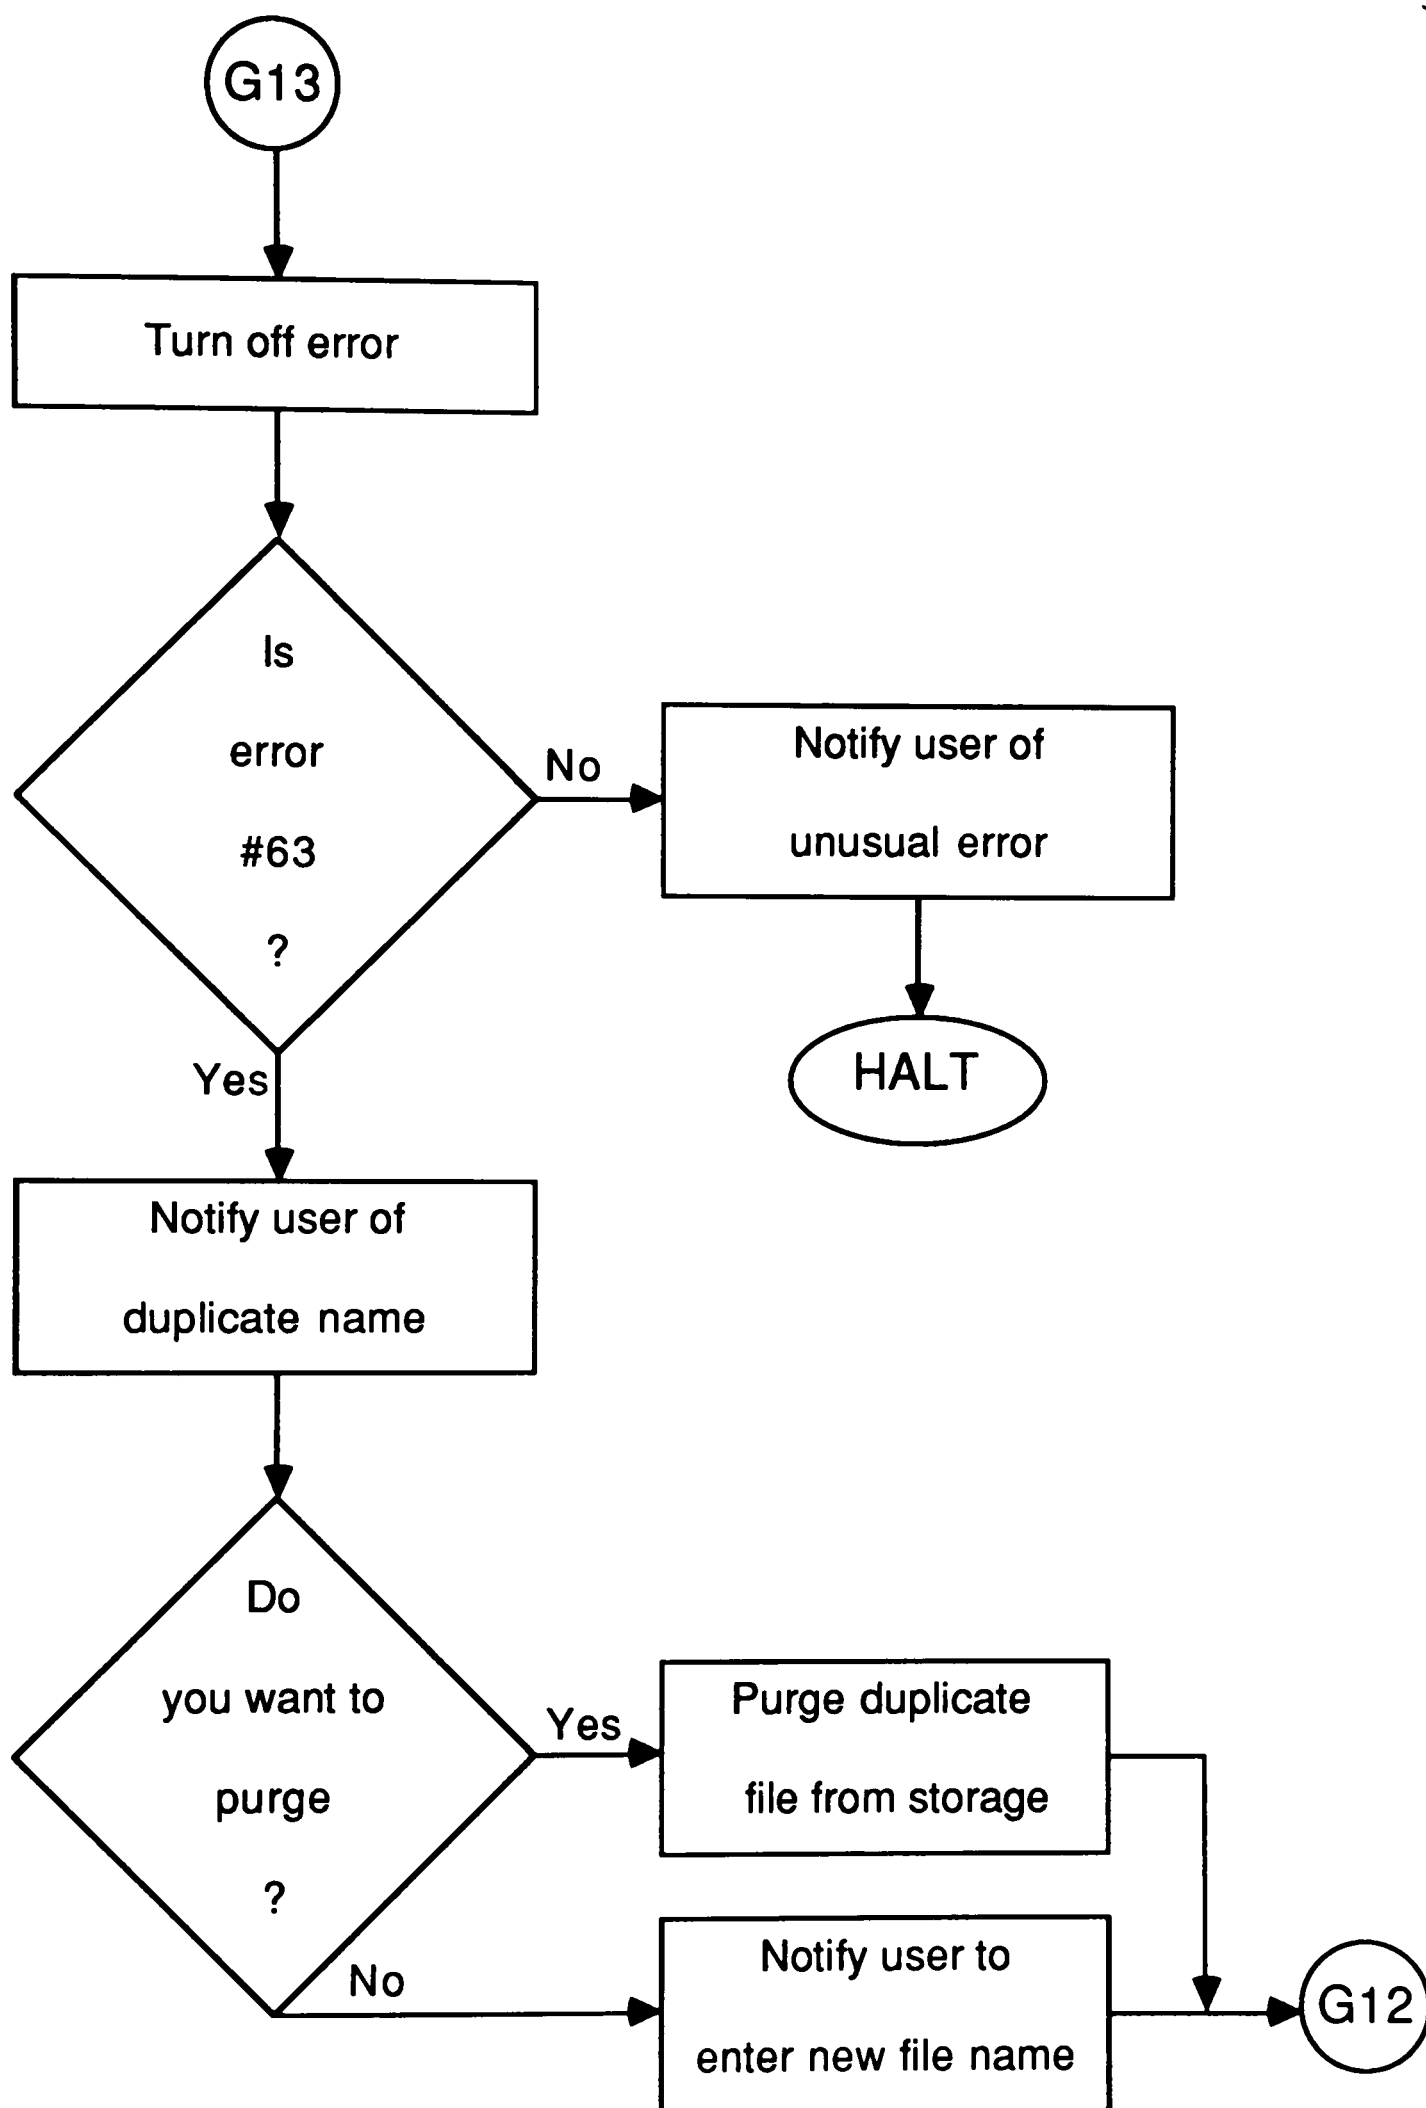 G13
Turn off error
Is
error
#63
?
No
Notify user of
unusual error
HALT
Yes
Notify user of
duplicate name
Do
you want to
purge
?
Yes
Purge duplicate
file from storage
No
Notify user to
enter new file name
G12